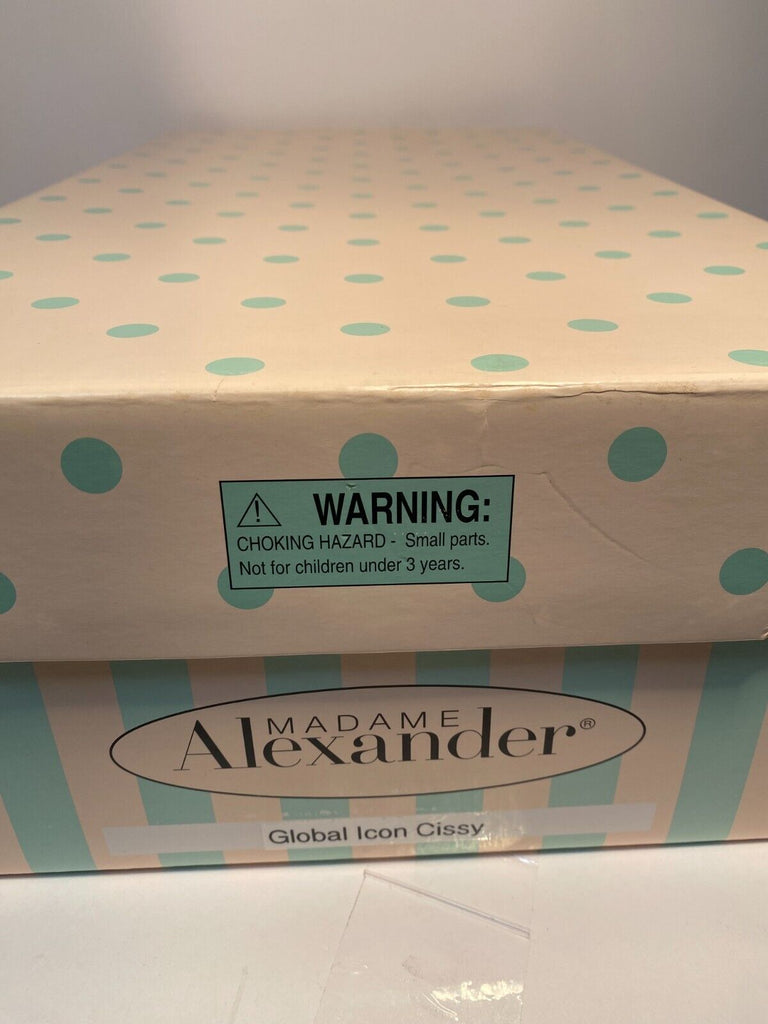 WARNING:
CHOKING HAZARD - Small parts.
Not for children under 3 years.
MADAME
Alexander®
Global Icon Cissy